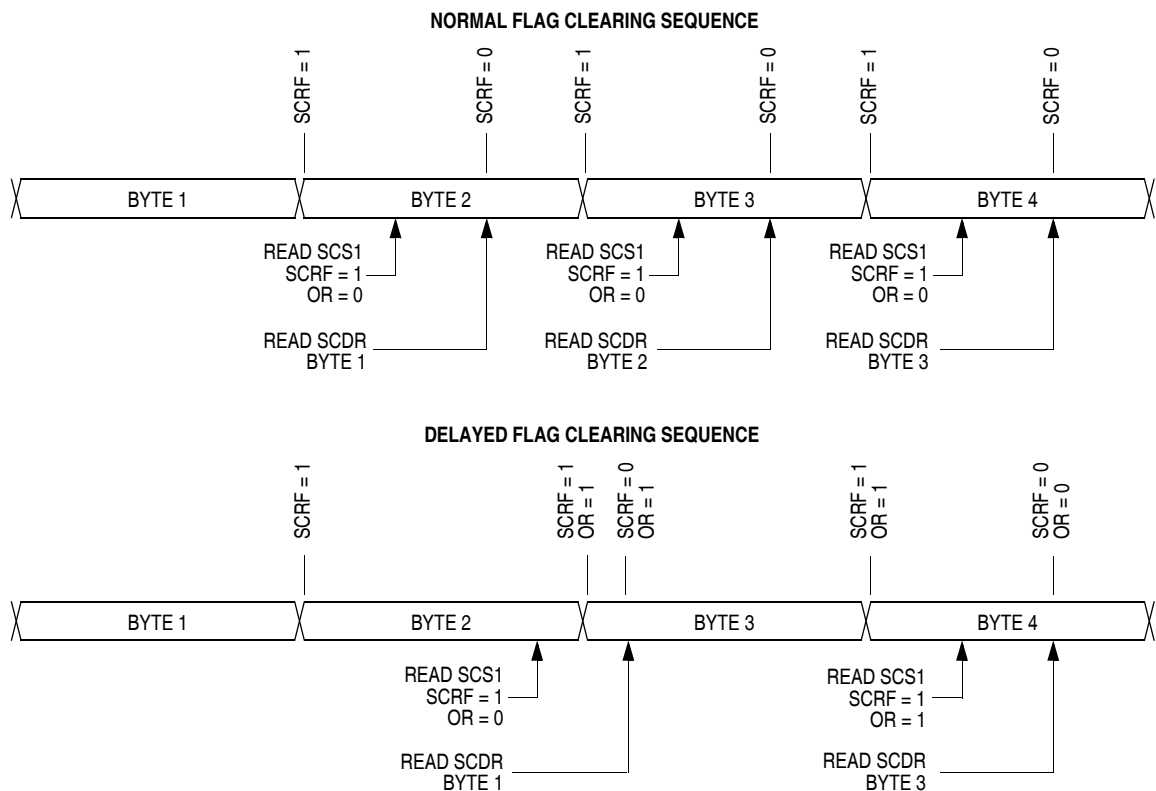 NORMAL FLAG CLEARING SEQUENCE
SCRF = 1
SCRF = 0
SCRF = 1
SCRF = 0
SCRF = 1
SCRF = 0
BYTE 1
BYTE 2
BYTE 3
BYTE 4
READ SCS1
SCRF = 1
OR = 0
READ SCS1
SCRF = 1
OR = 0
READ SCS1
SCRF = 1
OR = 0
READ SCDR
BYTE 1
READ SCDR
BYTE 2
READ SCDR
BYTE 3
DELAYED FLAG CLEARING SEQUENCE
SCRF = 1
SCRF = 1
OR = 1
SCRF = 0
OR = 1
SCRF = 1
OR = 1
SCRF = 0
OR = 0
BYTE 1
BYTE 2
BYTE 3
BYTE 4
READ SCS1
SCRF = 1
OR = 0
READ SCS1
SCRF = 1
OR = 1
READ SCDR
BYTE 1
READ SCDR
BYTE 3